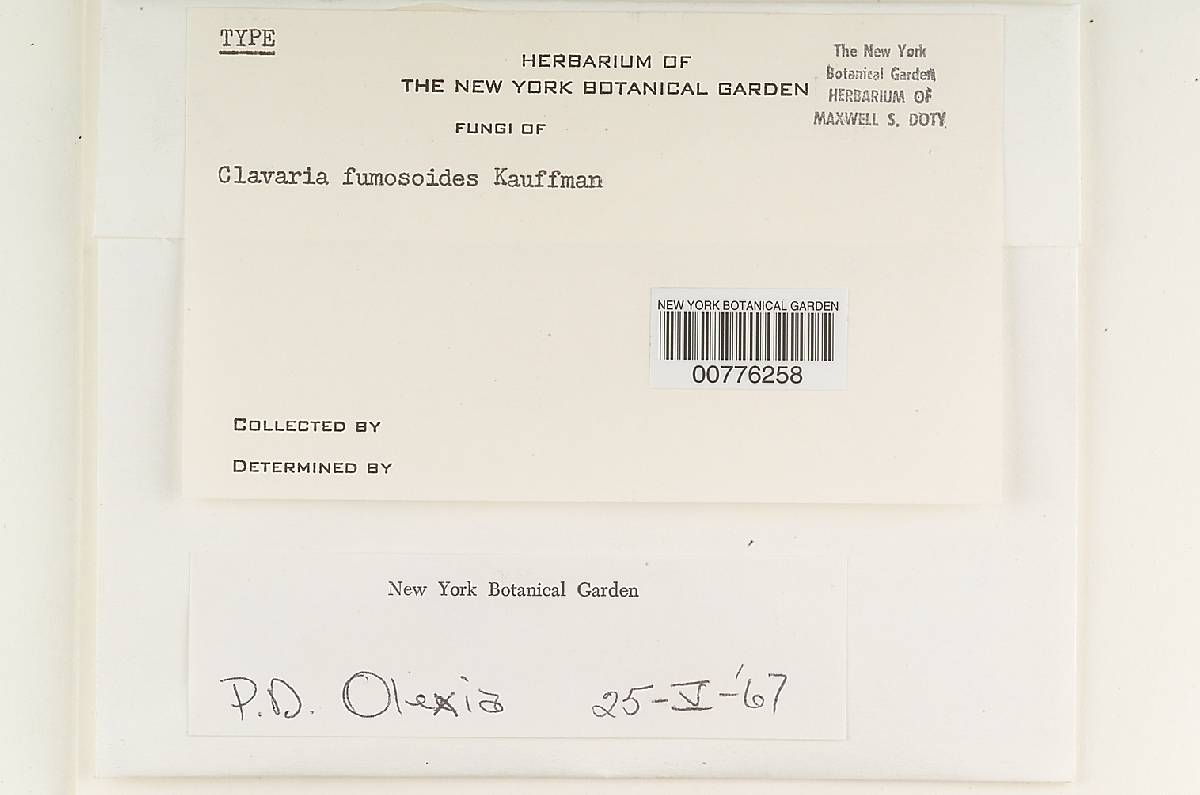 TYPE
HERBARIUM OF
THE NEW YORK BOTANICAL GARDEN
The New York
Botanical Garden
HERBARIUM OF
MAXWELL S. DOTY
FUNGI OF
Clavaria fumosoides Kauffman
NEW YORK BOTANICAL GARDEN
00776258
COLLECTED BY
DETERMINED BY
New York Botanical Garden
P.D. Olexia 25-V-'67